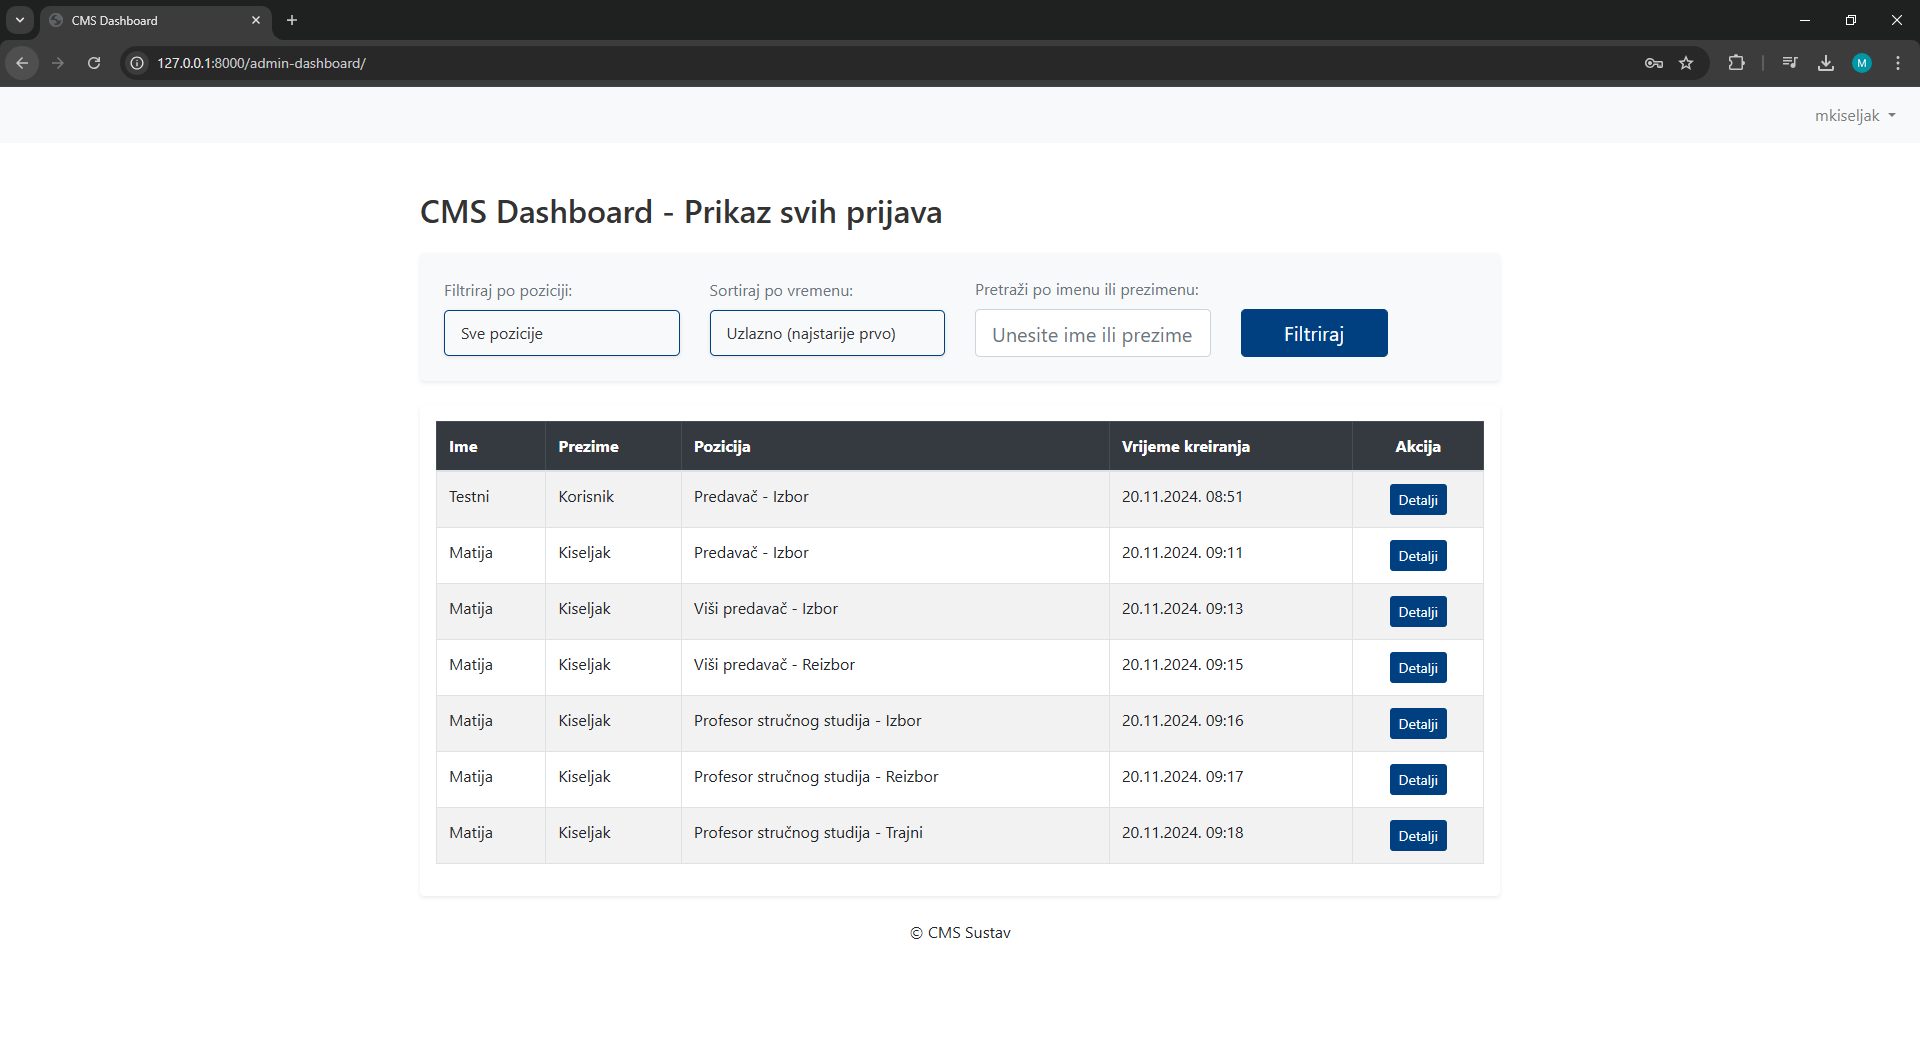 CMS Dashboard
127.0.0.1:8000/admin-dashboard/
M
mkiseljak
CMS Dashboard - Prikaz svih prijava
Filtriraj po poziciji: Sortiraj po vremenu: Pretraži po imenu ili prezimenu:
Sve pozicije Uzlazno (najstarije prvo) Unesite ime ili prezime Filtriraj
Ime Prezime Pozicija Vrijeme kreiranja Akcija
Testni Korisnik Predavač - Izbor 20.11.2024. 08:51 Detalji
Matija Kiseljak Predavač - Izbor 20.11.2024. 09:11 Detalji
Matija Kiseljak Viši predavač - Izbor 20.11.2024. 09:13 Detalji
Matija Kiseljak Viši predavač - Reizbor 20.11.2024. 09:15 Detalji
Matija Kiseljak Profesor stručnog studija - Izbor 20.11.2024. 09:16 Detalji
Matija Kiseljak Profesor stručnog studija - Reizbor 20.11.2024. 09:17 Detalji
Matija Kiseljak Profesor stručnog studija - Trajni 20.11.2024. 09:18 Detalji
© CMS Sustav